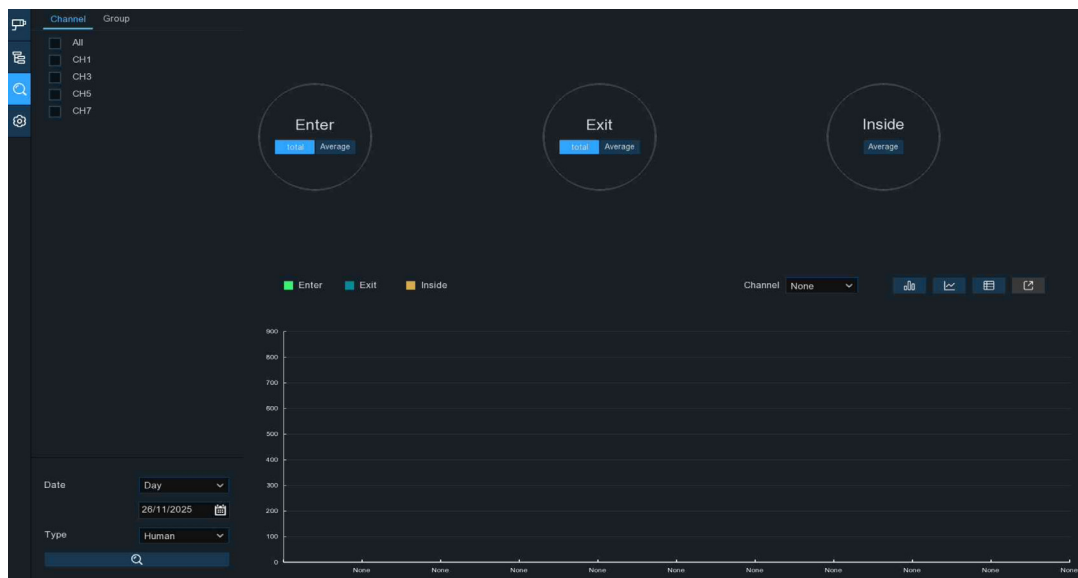 Channel Group
All
CH1
CH3
CH5
CH7
Enter
Total Average
Exit
Total Average
Inside
Average
Enter Exit Inside
Channel None
900
800
700
600
500
400
300
200
100
0
None None None None None None None None None None
Date Day
26/11/2025
Type Human